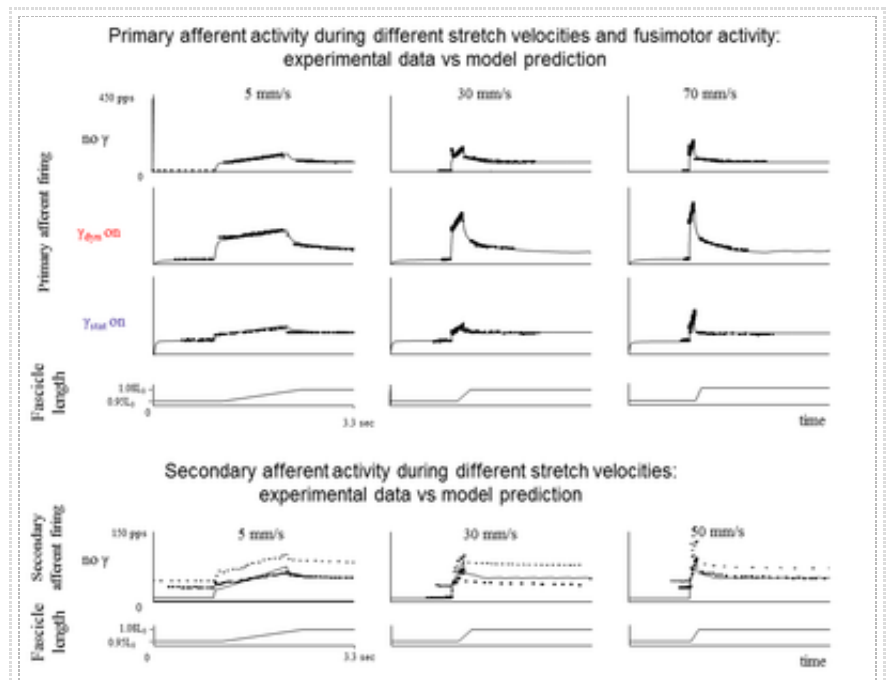 Primary afferent activity during different stretch velocities and fusimotor activity:
experimental data vs model prediction
450 pps
5 mm/s
30 mm/s
70 mm/s
no γ
0
Primary afferent firing
γdyn on
γstat on
Fascicle
length
1.08L0
0.95L0
0
3.3 sec
time
Secondary afferent activity during different stretch velocities:
experimental data vs model prediction
Secondary
afferent firing
150 pps
5 mm/s
30 mm/s
50 mm/s
no γ
0
Fascicle
length
1.08L0
0.95L0
0
3.3 sec
time